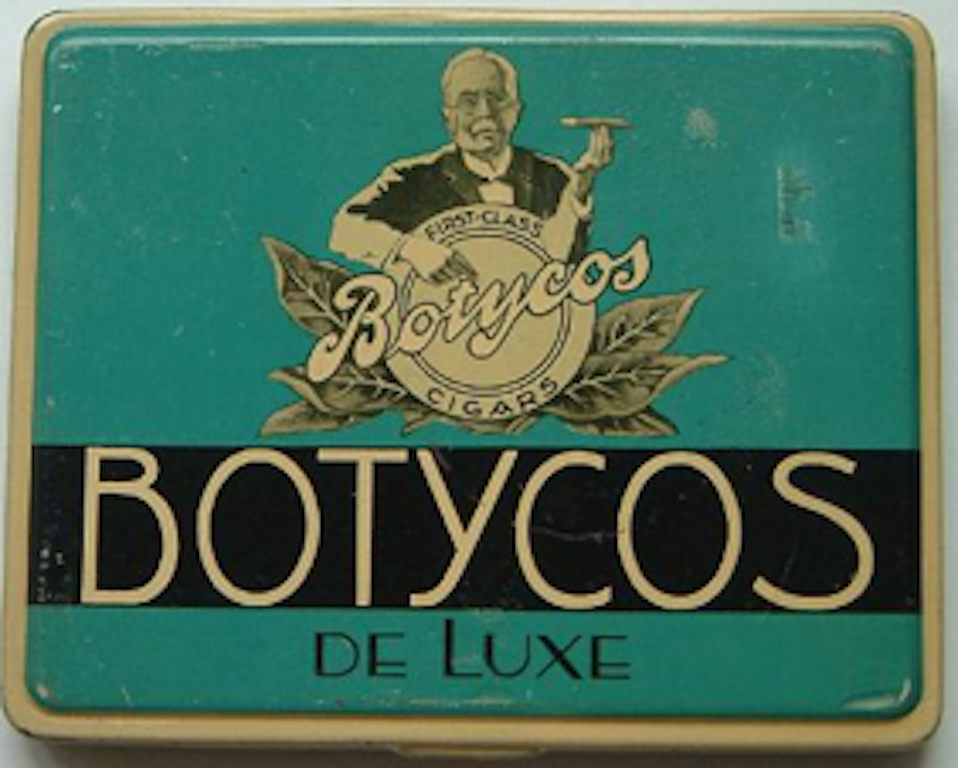 FIRST-CLASS
Botycos
CIGARS
BOTYCOS
DE LUXE